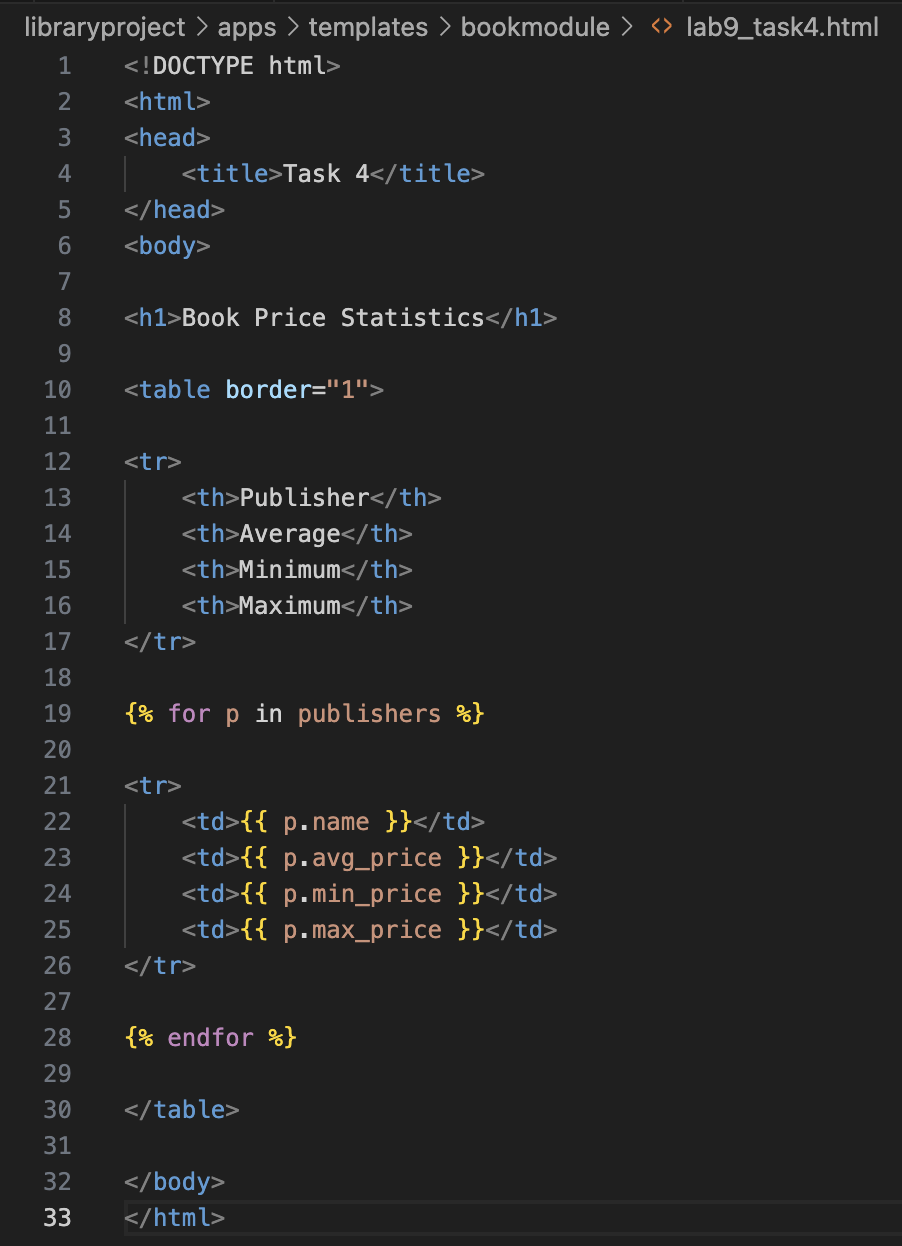 libraryproject > apps > templates > bookmodule > <> lab9_task4.html
1 <!DOCTYPE html>
2 <html>
3 <head>
4     <title>Task 4</title>
5 </head>
6 <body>
7
8 <h1>Book Price Statistics</h1>
9
10 <table border="1">
11
12 <tr>
13     <th>Publisher</th>
14     <th>Average</th>
15     <th>Minimum</th>
16     <th>Maximum</th>
17 </tr>
18
19 {% for p in publishers %}
20
21 <tr>
22     <td>{{ p.name }}</td>
23     <td>{{ p.avg_price }}</td>
24     <td>{{ p.min_price }}</td>
25     <td>{{ p.max_price }}</td>
26 </tr>
27
28 {% endfor %}
29
30 </table>
31
32 </body>
33 </html>